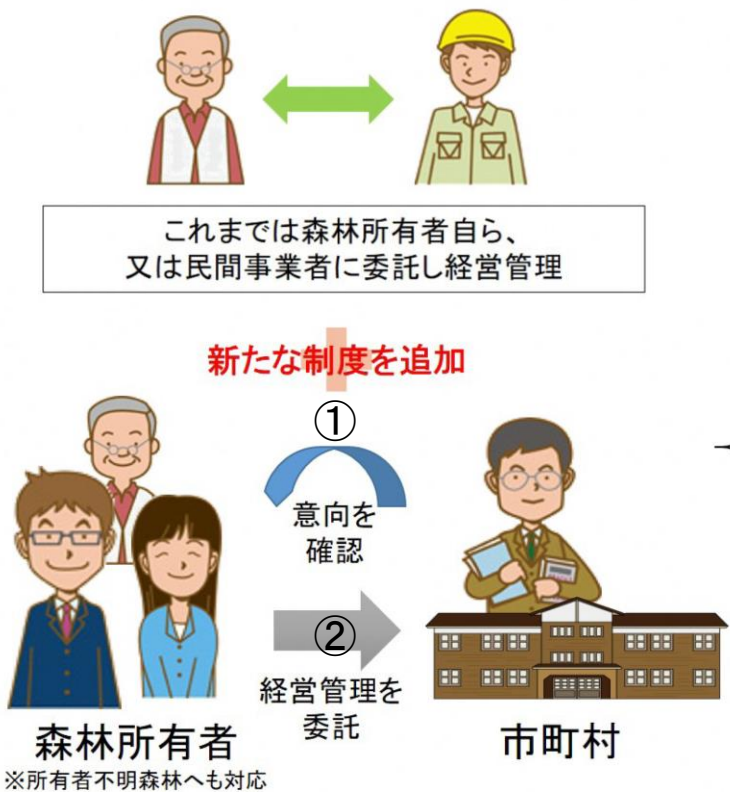 これまでは森林所有者自ら、
又は民間事業者に委託し経営管理
新たな制度を追加
①
意向を
確認
②
経営管理を
委託
森林所有者
※所有者不明森林へも対応
市町村